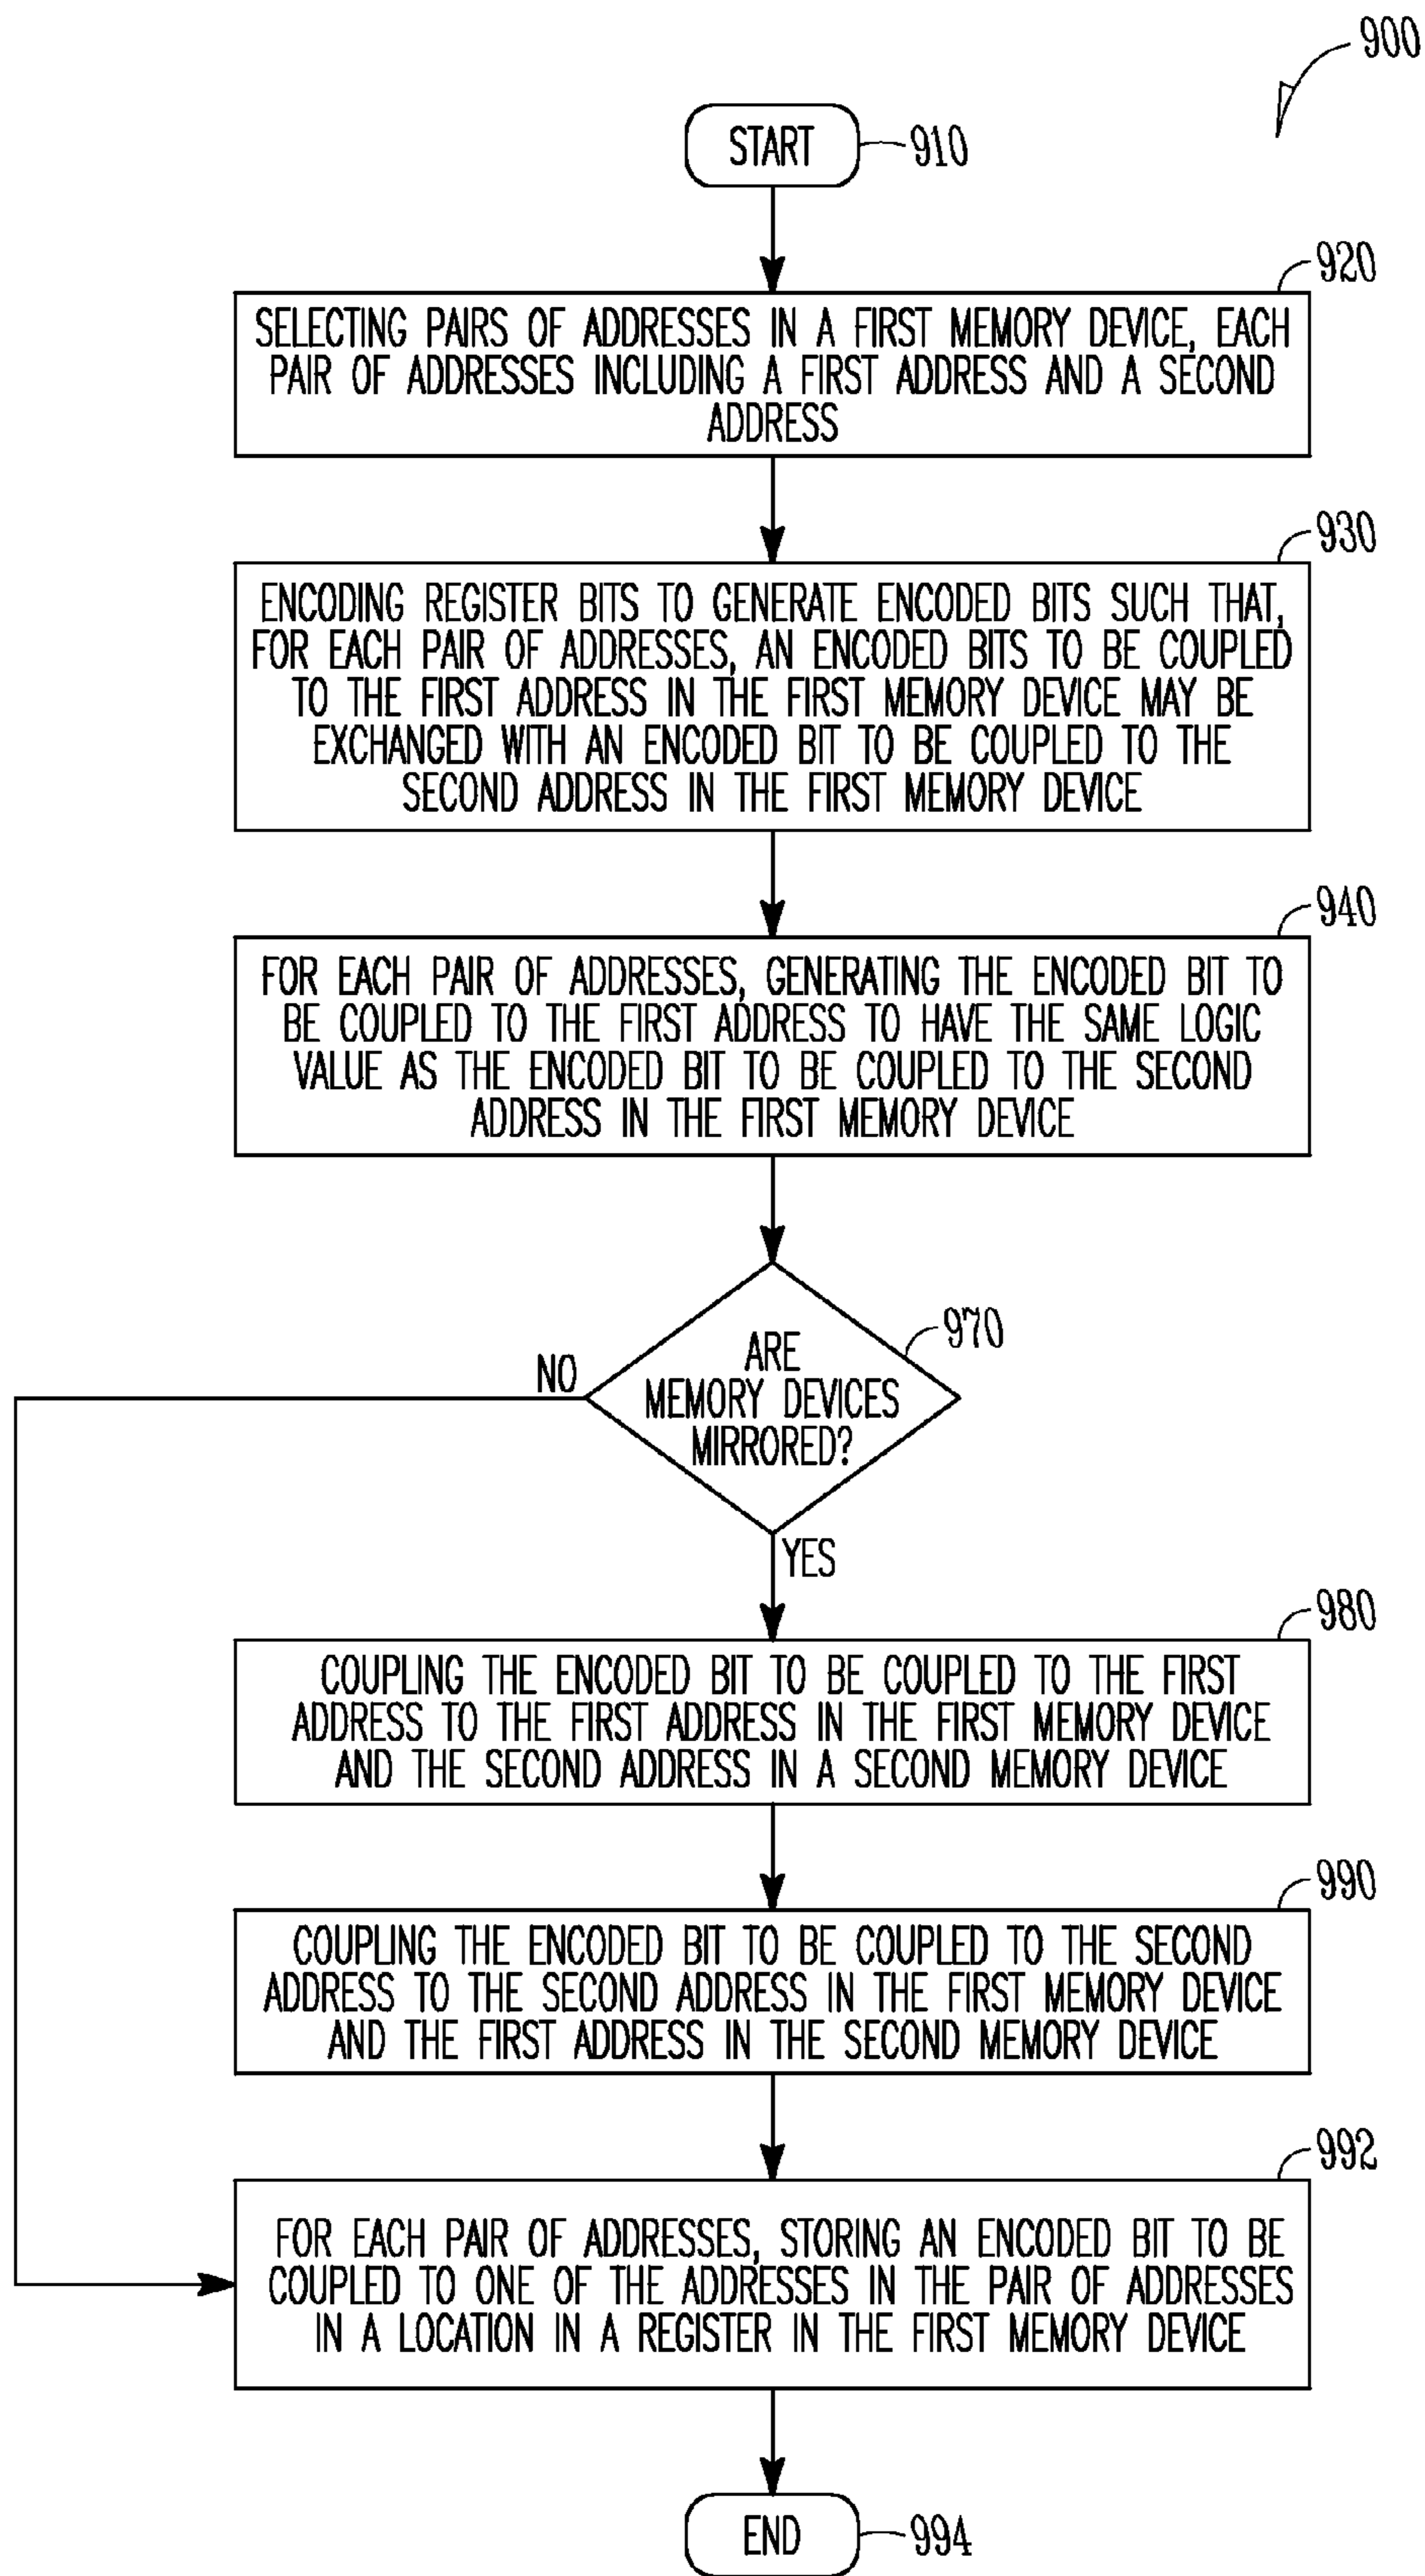 900
START
910
920
SELECTING PAIRS OF ADDRESSES IN A FIRST MEMORY DEVICE, EACH
PAIR OF ADDRESSES INCLUDING A FIRST ADDRESS AND A SECOND
ADDRESS
930
ENCODING REGISTER BITS TO GENERATE ENCODED BITS SUCH THAT,
FOR EACH PAIR OF ADDRESSES, AN ENCODED BITS TO BE COUPLED
TO THE FIRST ADDRESS IN THE FIRST MEMORY DEVICE MAY BE
EXCHANGED WITH AN ENCODED BIT TO BE COUPLED TO THE
SECOND ADDRESS IN THE FIRST MEMORY DEVICE
940
FOR EACH PAIR OF ADDRESSES, GENERATING THE ENCODED BIT TO
BE COUPLED TO THE FIRST ADDRESS TO HAVE THE SAME LOGIC
VALUE AS THE ENCODED BIT TO BE COUPLED TO THE SECOND
ADDRESS IN THE FIRST MEMORY DEVICE
970
NO
ARE
MEMORY DEVICES
MIRRORED?
YES
980
COUPLING THE ENCODED BIT TO BE COUPLED TO THE FIRST
ADDRESS TO THE FIRST ADDRESS IN THE FIRST MEMORY DEVICE
AND THE SECOND ADDRESS IN A SECOND MEMORY DEVICE
990
COUPLING THE ENCODED BIT TO BE COUPLED TO THE SECOND
ADDRESS TO THE SECOND ADDRESS IN THE FIRST MEMORY DEVICE
AND THE FIRST ADDRESS IN THE SECOND MEMORY DEVICE
992
FOR EACH PAIR OF ADDRESSES, STORING AN ENCODED BIT TO BE
COUPLED TO ONE OF THE ADDRESSES IN THE PAIR OF ADDRESSES
IN A LOCATION IN A REGISTER IN THE FIRST MEMORY DEVICE
END
994